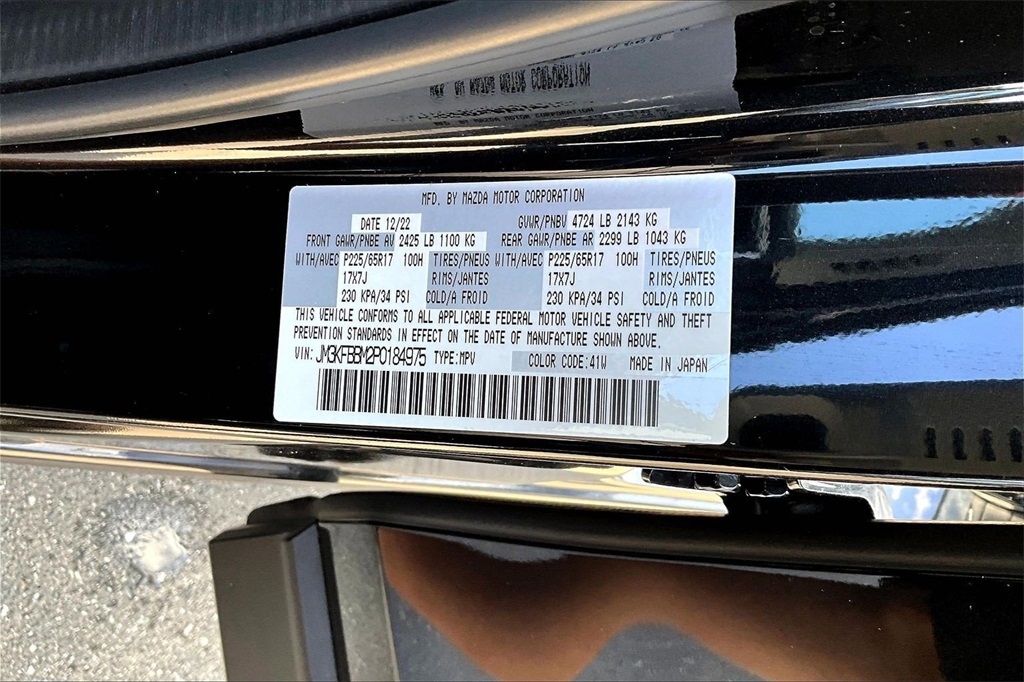 MFD. BY MAZDA MOTOR CORPORATION
DATE 12/22 GVWR/PNBV 4724 LB 2143 KG
FRONT GAWR/PNBE AV 2425 LB 1100 KG REAR GAWR/PNBE AR 2299 LB 1043 KG
WITH/AVEC P225/65R17 100H TIRES/PNEUS WITH/AVEC P225/65R17 100H TIRES/PNEUS
17X7J RIMS/JANTES 17X7J RIMS/JANTES
230 KPA/34 PSI COLD/A FROID 230 KPA/34 PSI COLD/A FROID
THIS VEHICLE CONFORMS TO ALL APPLICABLE FEDERAL MOTOR VEHICLE SAFETY AND THEFT
PREVENTION STANDARDS IN EFFECT ON THE DATE OF MANUFACTURE SHOWN ABOVE.
VIN: JM3KFBBM2P0184975 TYPE:MPV COLOR CODE:41W MADE IN JAPAN